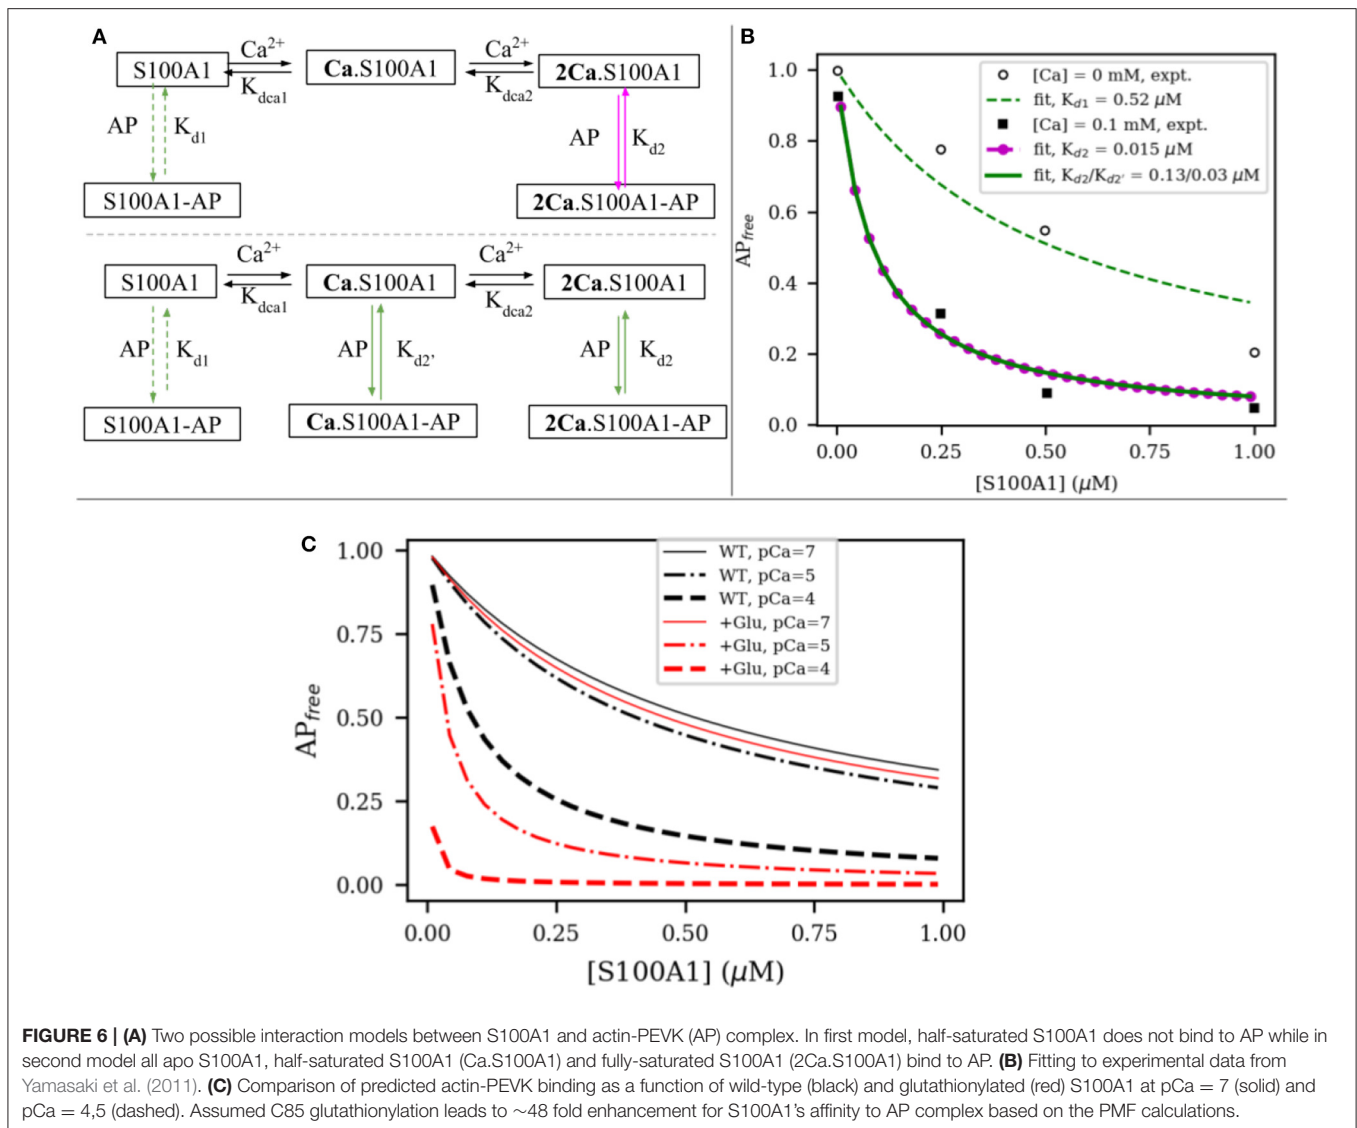 A
S100A1
Ca2+
Kdca1
Ca.S100A1
Ca2+
Kdca2
2Ca.S100A1
AP
Kd1
AP
Kd2
S100A1-AP
2Ca.S100A1-AP
S100A1
Ca2+
Kdca1
Ca.S100A1
Ca2+
Kdca2
2Ca.S100A1
AP
Kd1
AP
Kd2'
AP
Kd2
S100A1-AP
Ca.S100A1-AP
2Ca.S100A1-AP
B
[Ca] = 0 mM, expt.
fit, Kd1 = 0.52 μM
[Ca] = 0.1 mM, expt.
fit, Kd2 = 0.015 μM
fit, Kd2/Kd2' = 0.13/0.03 μM
1.0
0.8
0.6
0.4
0.2
0.0
APfree
0.00 0.25 0.50 0.75 1.00
[S100A1] (μM)
C
WT, pCa=7
WT, pCa=5
WT, pCa=4
+Glu, pCa=7
+Glu, pCa=5
+Glu, pCa=4
1.00
0.75
0.50
0.25
0.00
APfree
0.00 0.25 0.50 0.75 1.00
[S100A1] (μM)
FIGURE 6 | (A) Two possible interaction models between S100A1 and actin-PEVK (AP) complex. In first model, half-saturated S100A1 does not bind to AP while in
second model all apo S100A1, half-saturated S100A1 (Ca.S100A1) and fully-saturated S100A1 (2Ca.S100A1) bind to AP. (B) Fitting to experimental data from
Yamasaki et al. (2011). (C) Comparison of predicted actin-PEVK binding as a function of wild-type (black) and glutathionylated (red) S100A1 at pCa = 7 (solid) and
pCa = 4,5 (dashed). Assumed C85 glutathionylation leads to ~48 fold enhancement for S100A1's affinity to AP complex based on the PMF calculations.